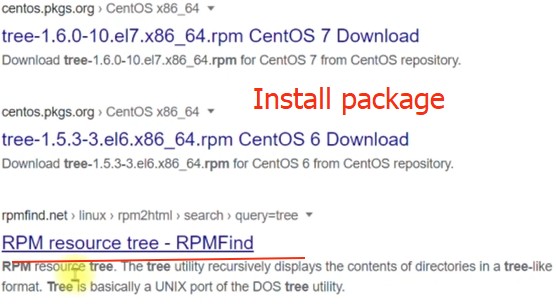 centos.pkgs.org › CentOS x86_64
tree-1.6.0-10.el7.x86_64.rpm CentOS 7 Download
Download tree-1.6.0-10.el7.x86_64.rpm for CentOS 7 from CentOS repository.
centos.pkgs.org › CentOS x86_64
Install package
tree-1.5.3-3.el6.x86_64.rpm CentOS 6 Download
Download tree-1.5.3-3.el6.x86_64.rpm for CentOS 6 from CentOS repository.
rpmfind.net › linux › rpm2html › search › query=tree
RPM resource tree - RPMFind
RPM resource tree. The tree utility recursively displays the contents of directories in a tree-like
format. Tree is basically a UNIX port of the DOS tree utility.